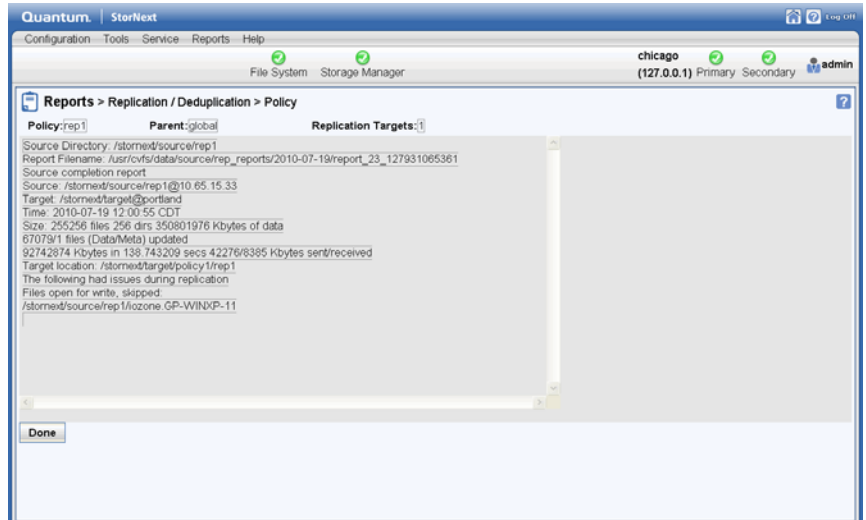 Quantum. StorNext Log Off
Configuration Tools Service Reports Help
File System Storage Manager
chicago
(127.0.0.1) Primary Secondary admin
Reports > Replication / Deduplication > Policy
Policy: rep1 Parent: global Replication Targets: 1
Source Directory: /stornext/source/rep1
Report Filename: /usr/cvfs/data/source/rep_reports/2010-07-19/report_23_127931065361
Source completion report
Source: /stornext/source/rep1@10.65.15.33
Target: /stornext/target@portland
Time: 2010-07-19 12:00:55 CDT
Size: 255256 files 256 dirs 350801976 Kbytes of data
67079/1 files (Data/Meta) updated
92742874 Kbytes in 138.743209 secs 42276/8385 Kbytes sent/received
Target location: /stornext/target/policy1/rep1
The following had issues during replication
Files open for write, skipped:
/stornext/source/rep1/iozone.GP-WINXP-11
Done